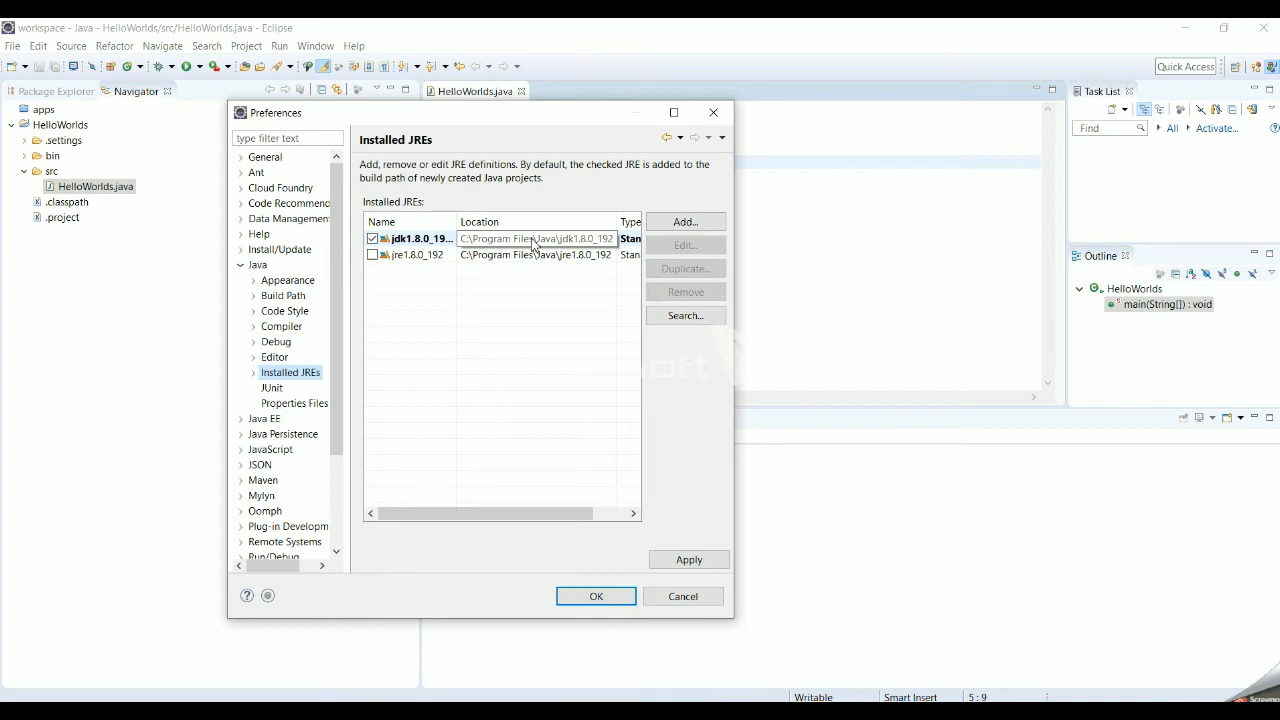 workspace - Java - HelloWorlds/src/HelloWorlds.java - Eclipse
File Edit Source Refactor Navigate Search Project Run Window Help
Quick Access
Package Explorer Navigator
HelloWorlds.java
Task List
apps
HelloWorlds
.settings
bin
src
HelloWorlds.java
.classpath
.project
Preferences
type filter text
General
Ant
Cloud Foundry
Code Recommend
Data Management
Help
Install/Update
Java
Appearance
Build Path
Code Style
Compiler
Debug
Editor
Installed JREs
JUnit
Properties Files
Java EE
Java Persistence
JavaScript
JSON
Maven
Mylyn
Oomph
Plug-in Developm
Remote Systems
Run/Debug
Installed JREs
Add, remove or edit JRE definitions. By default, the checked JRE is added to the
build path of newly created Java projects.
Installed JREs:
Name Location Type
jdk1.8.0_19... C:\Program Files\Java\jdk1.8.0_192 Stan
jre1.8.0_192 C:\Program Files\Java\jre1.8.0_192 Stan
Add...
Edit...
Duplicate...
Remove
Search...
Apply
OK Cancel
Find All Activate...
Outline
HelloWorlds
main(String[]) : void
Writable Smart Insert 5 : 9